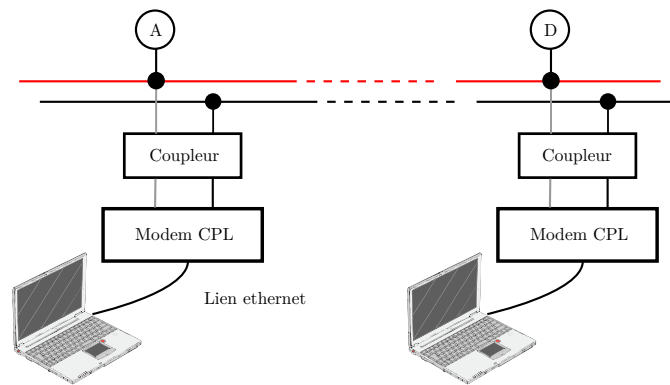 A
D
Coupleur
Coupleur
Modem CPL
Modem CPL
Lien ethernet